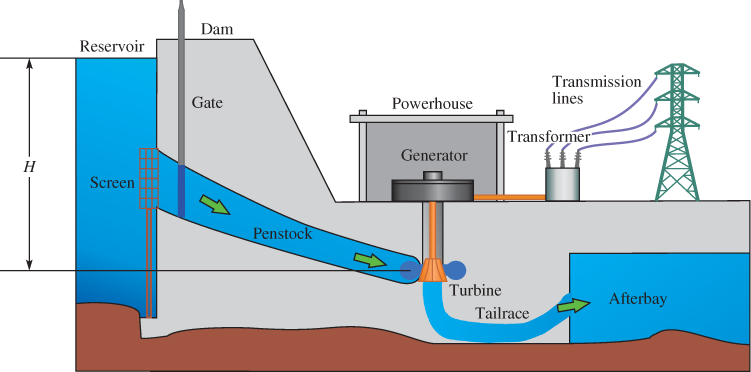 Dam
Reservoir
Gate
H
Screen
Penstock
Powerhouse
Generator
Transformer
Transmission
lines
Turbine
Tailrace
Afterbay